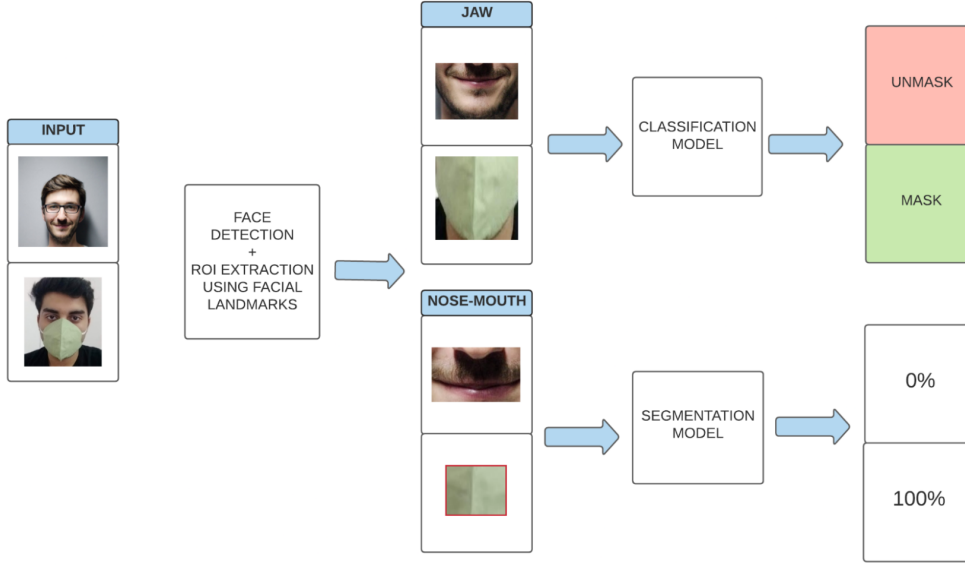 INPUT
FACE
DETECTION
+
ROI EXTRACTION
USING FACIAL
LANDMARKS
JAW
NOSE-MOUTH
CLASSIFICATION
MODEL
SEGMENTATION
MODEL
UNMASK
MASK
0%
100%